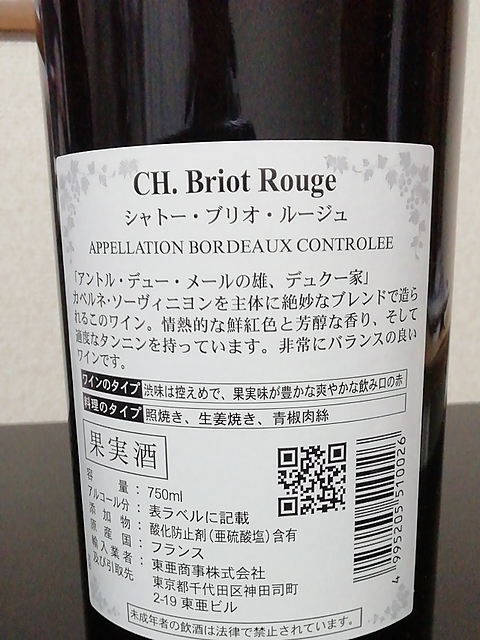 CH. Briot Rouge
シャトー・ブリオ・ルージュ
APPELLATION BORDEAUX CONTROLEE
「アントル・デュー・メールの雄、デュクー家」
カベルネ・ソーヴィニヨンを主体に絶妙なブレンドで造ら
れるこのワイン。情熱的な鮮紅色と芳醇な香り、そして
適度なタンニンを持っています。非常にバランスの良い
ワインです。
ワインのタイプ 渋味は控えめで、果実味が豊かな爽やかな飲み口の赤
料理のタイプ 照焼き、生姜焼き、青椒肉絲
果実酒
容量:750ml
アルコール分:表ラベルに記載
添加物:酸化防止剤(亜硫酸塩)含有
原産国:フランス
輸入業者:東亜商事株式会社
及び引取先 東京都千代田区神田司町
2-19 東亜ビル
4 995205 510026
未成年者の飲酒は法律で禁止されています。